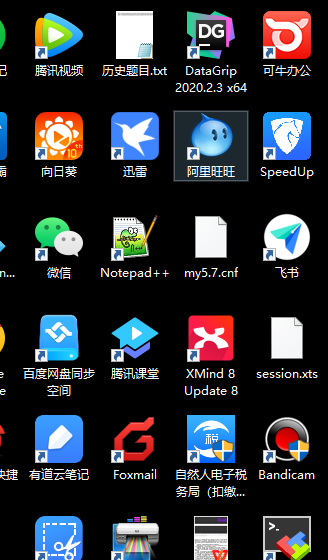 记
腾讯视频
历史题目.txt
DataGrip
2020.2.3 x64
可牛办公
向日葵
迅雷
阿里旺旺
SpeedUp
n...
微信
Notepad++
my5.7.cnf
飞书
e
e
百度网盘同步
空间
腾讯课堂
XMind 8
Update 8
session.xts
快捷
有道云笔记
Foxmail
自然人电子税
务局（扣缴...
Bandicam
DG
10th
税
>_